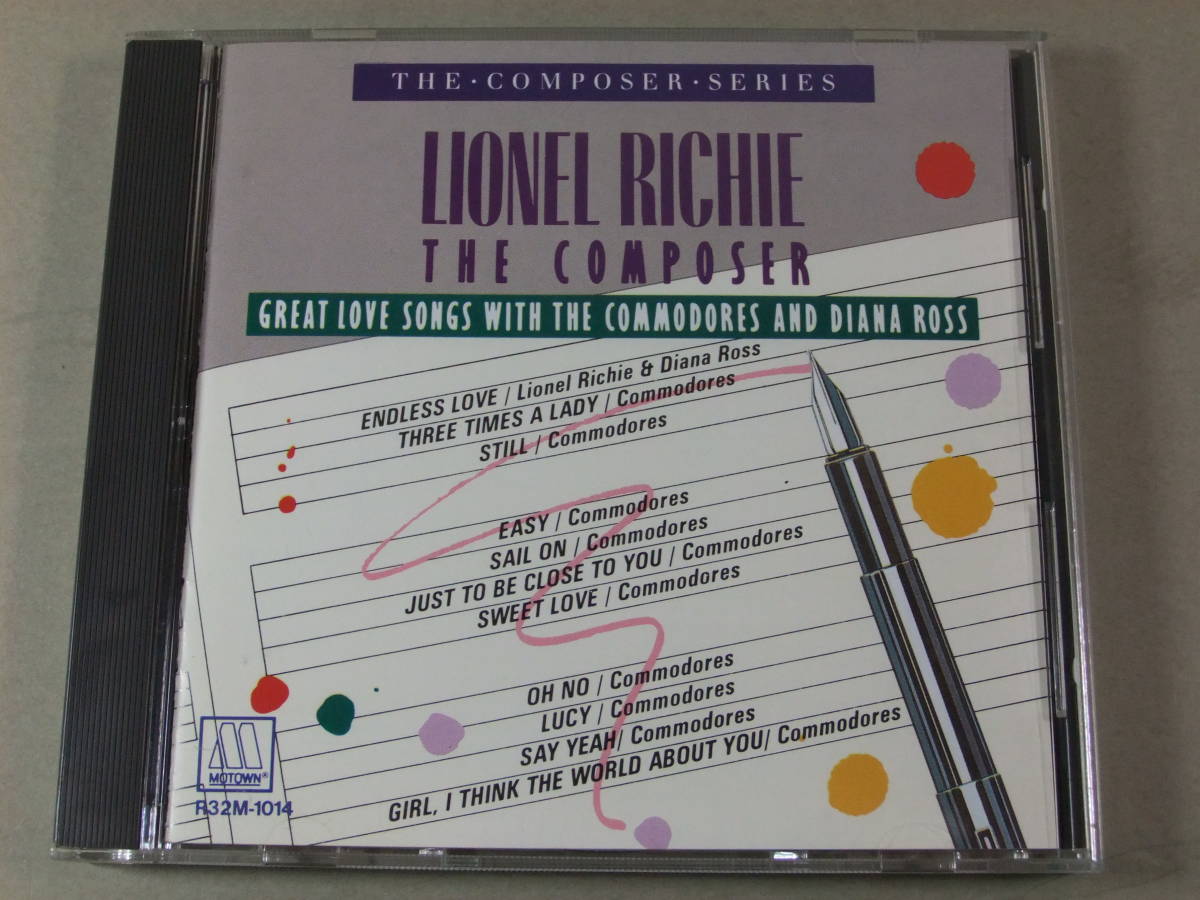 THE·COMPOSER·SERIES
LIONEL RICHIE
THE COMPOSER
GREAT LOVE SONGS WITH THE COMMODORES AND DIANA ROSS
ENDLESS LOVE / Lionel Richie & Diana Ross
THREE TIMES A LADY / Commodores
STILL / Commodores
EASY / Commodores
SAIL ON / Commodores
JUST TO BE CLOSE TO YOU / Commodores
SWEET LOVE / Commodores
OH NO / Commodores
LUCY / Commodores
SAY YEAH/ Commodores
GIRL, I THINK THE WORLD ABOUT YOU/ Commodores
MOTOWN®
R32M-1014